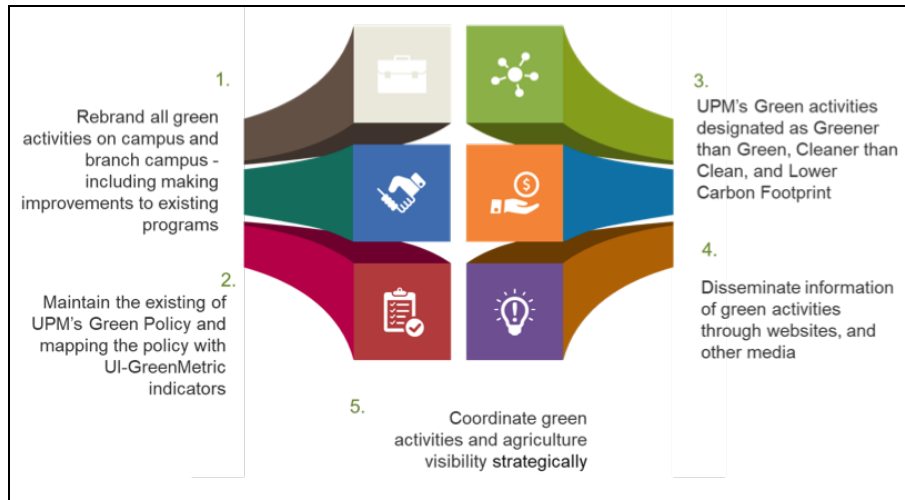 1.
Rebrand all green
activities on campus and
branch campus -
including making
improvements to existing
programs
2.
Maintain the existing of
UPM's Green Policy and
mapping the policy with
UI-GreenMetric
indicators
3.
UPM's Green activities
designated as Greener
than Green, Cleaner than
Clean, and Lower
Carbon Footprint
4.
Disseminate information
of green activities
through websites, and
other media
5.
Coordinate green
activities and agriculture
visibility strategically
$